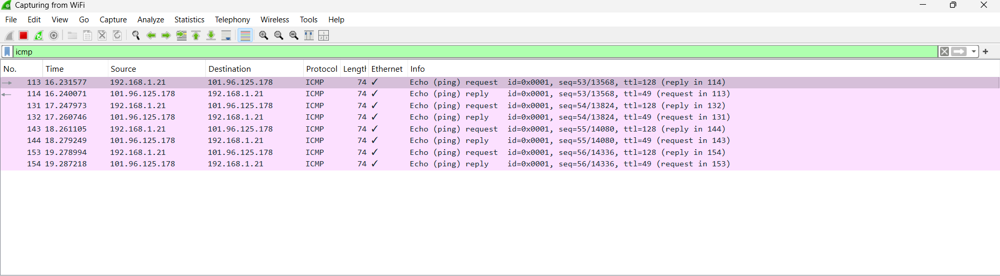 Capturing from WiFi
File Edit View Go Capture Analyze Statistics Telephony Wireless Tools Help
icmp
No. Time Source Destination Protocol Length Ethernet Info
113 16.231577 192.168.1.21 101.96.125.178 ICMP 74 ✓ Echo (ping) request id=0x0001, seq=53/13568, ttl=128 (reply in 114)
114 16.240071 101.96.125.178 192.168.1.21 ICMP 74 ✓ Echo (ping) reply id=0x0001, seq=53/13568, ttl=49 (request in 113)
131 17.247973 192.168.1.21 101.96.125.178 ICMP 74 ✓ Echo (ping) request id=0x0001, seq=54/13824, ttl=128 (reply in 132)
132 17.260746 101.96.125.178 192.168.1.21 ICMP 74 ✓ Echo (ping) reply id=0x0001, seq=54/13824, ttl=49 (request in 131)
143 18.261105 192.168.1.21 101.96.125.178 ICMP 74 ✓ Echo (ping) request id=0x0001, seq=55/14080, ttl=128 (reply in 144)
144 18.279249 101.96.125.178 192.168.1.21 ICMP 74 ✓ Echo (ping) reply id=0x0001, seq=55/14080, ttl=49 (request in 143)
153 19.278994 192.168.1.21 101.96.125.178 ICMP 74 ✓ Echo (ping) request id=0x0001, seq=56/14336, ttl=128 (reply in 154)
154 19.287218 101.96.125.178 192.168.1.21 ICMP 74 ✓ Echo (ping) reply id=0x0001, seq=56/14336, ttl=49 (request in 153)